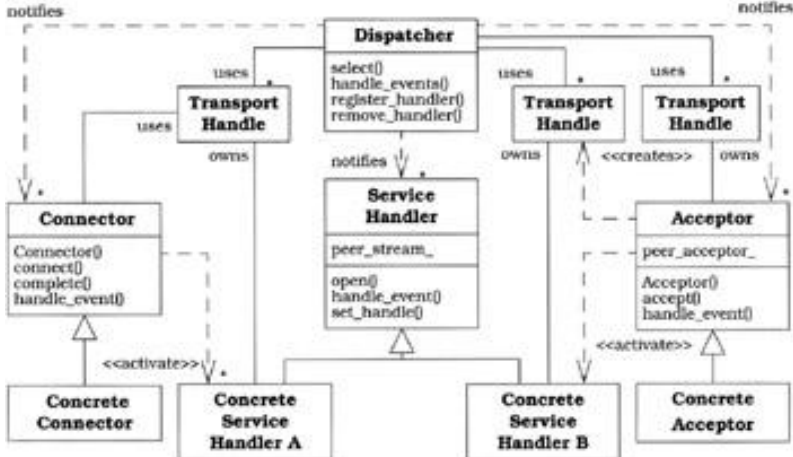 notifies
notifies
Dispatcher
select()
handle_events()
register_handler()
remove_handler()
uses
uses
uses
*
*
*
Transport
Handle
Transport
Handle
Transport
Handle
uses
owns
notifies
*
owns
<<creates>>
owns
*
*
Connector
Connector()
connect()
complete()
handle_event()
Service
Handler
peer_stream_
open()
handle_event()
set_handle()
Acceptor
peer_acceptor_
Acceptor()
accept()
handle_event()
<<activate>>
*
<<activate>>
Concrete
Connector
Concrete
Service
Handler A
Concrete
Service
Handler B
Concrete
Acceptor